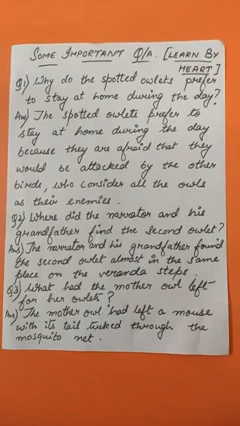 SOME IMPORTANT Q/A. [LEARN BY
HEART]
Q1) Why do the spotted owlets prefer
to stay at home during the day?
Ans) The spotted owlets prefer to
stay at home during the day
because they are afraid that they
would be attacked by the other
birds, who consider all the owls
as their enemies.
Q2) Where did the narrator and his
grandfather find the second owlet?
Ans) The narrator and his grandfather found
the second owlet almost in the same
place on the veranda steps.
Q3) What had the mother owl left
for her owlets?
Ans) The mother owl had left a mouse
with its tail tucked through the
mosquito net.